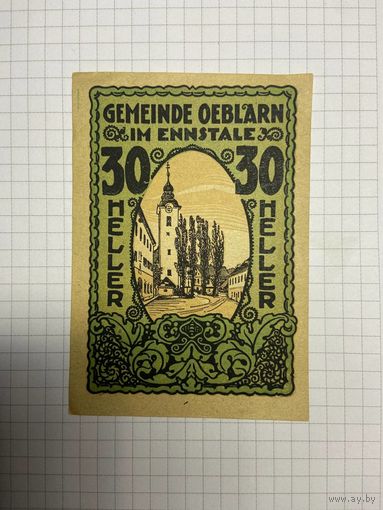 GEMEINDE OEBLARN
IM ENNSTALE
30 30
HELLER HELLER
www.ay.by